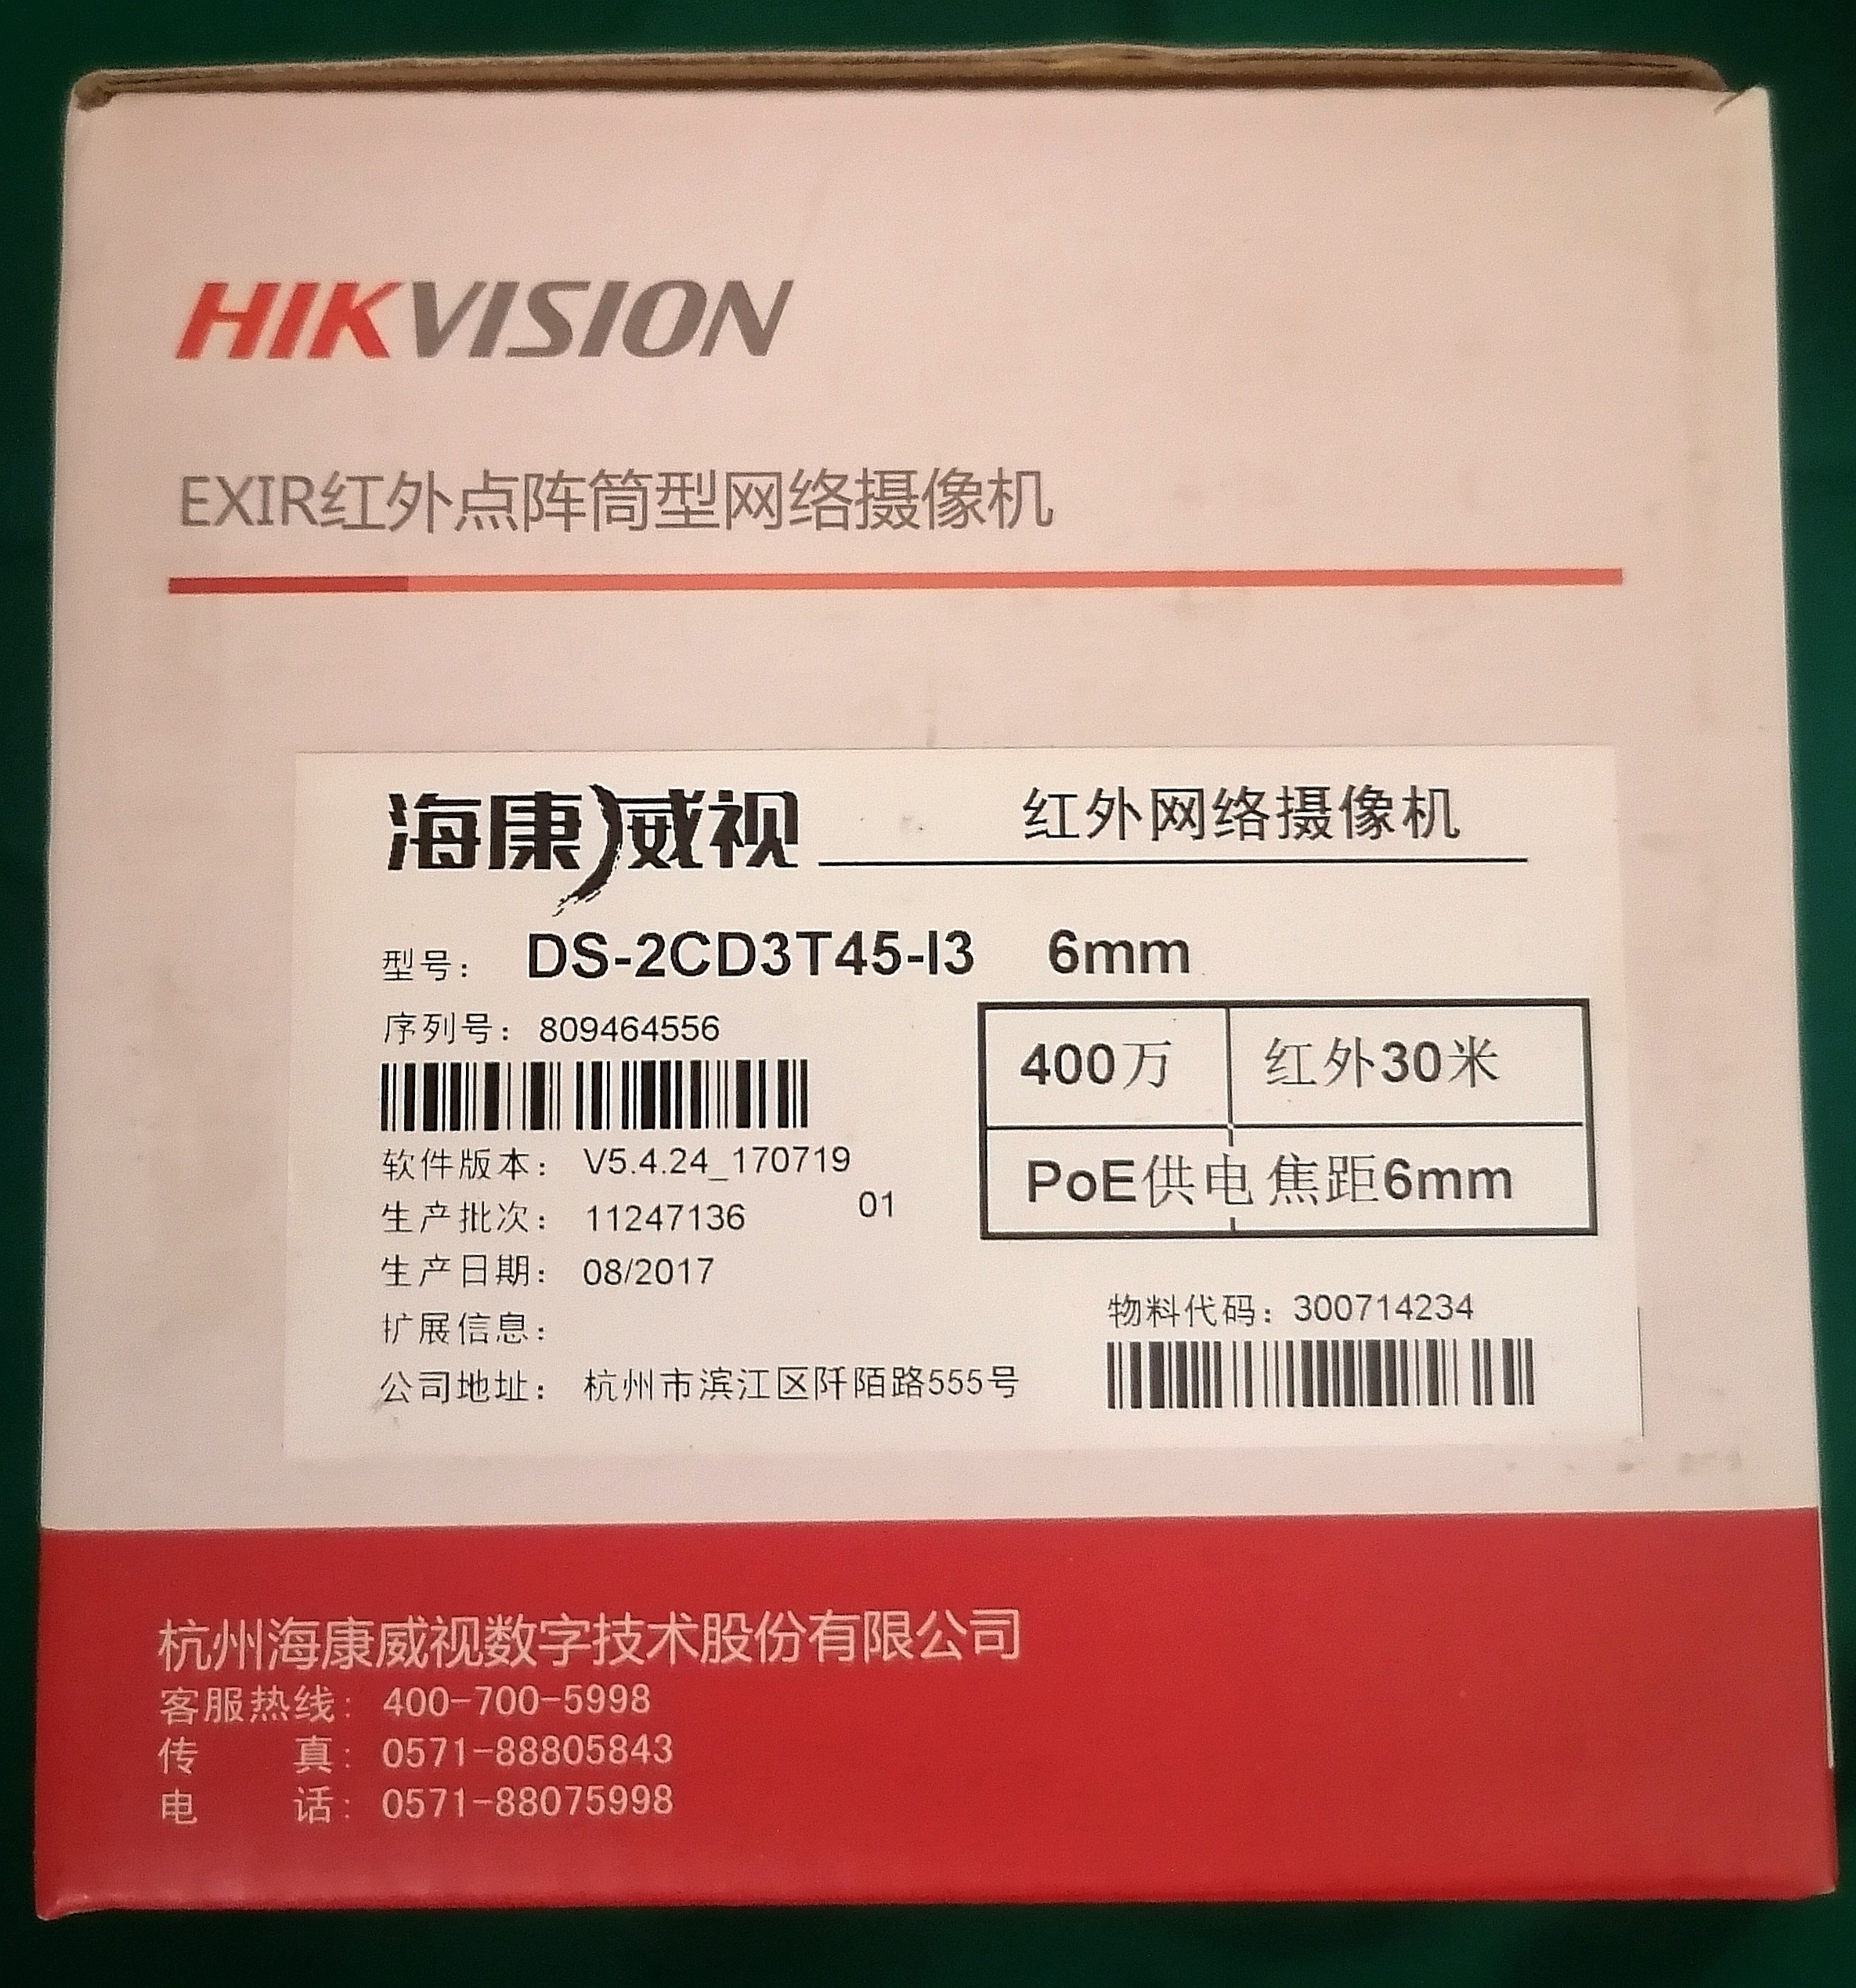 HIKVISION
EXIR红外点阵筒型网络摄像机
海康威视
红外网络摄像机
型号： DS-2CD3T45-I3 6mm
序列号： 809464556
400万 红外30米
软件版本： V5.4.24_170719
PoE供电 焦距6mm
生产批次： 11247136 01
生产日期： 08/2017
物料代码：300714234
扩展信息：
公司地址： 杭州市滨江区阡陌路555号
杭州海康威视数字技术股份有限公司
客服热线： 400-700-5998
传 真： 0571-88805843
电 话： 0571-88075998